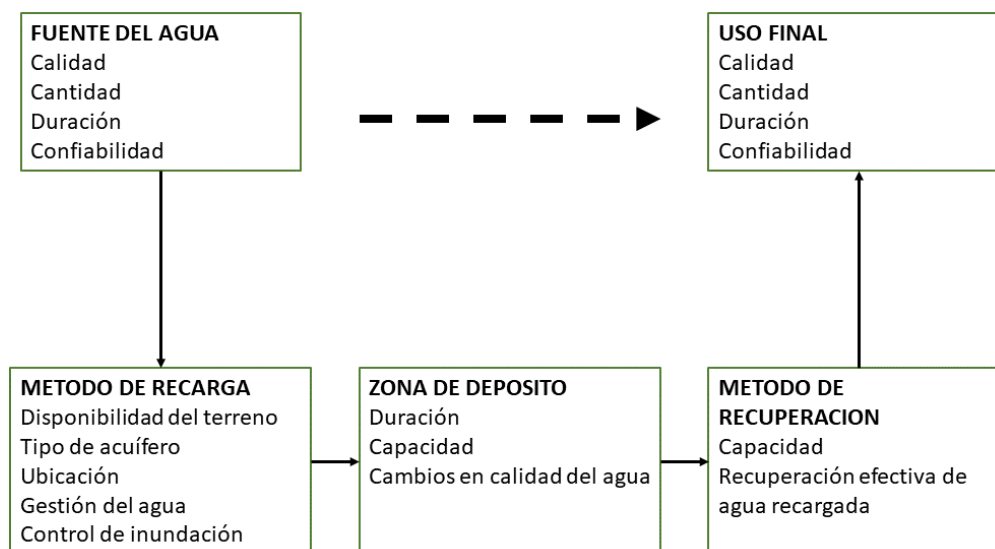 FUENTE DEL AGUA
Calidad
Cantidad
Duración
Confiabilidad
USO FINAL
Calidad
Cantidad
Duración
Confiabilidad
METODO DE RECARGA
Disponibilidad del terreno
Tipo de acuífero
Ubicación
Gestión del agua
Control de inundación
ZONA DE DEPOSITO
Duración
Capacidad
Cambios en calidad del agua
METODO DE
RECUPERACION
Capacidad
Recuperación efectiva de
agua recargada